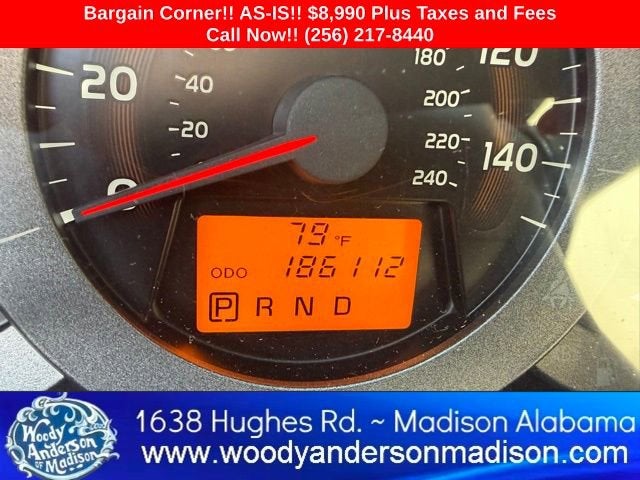 Bargain Corner!! AS-IS!! $8,990 Plus Taxes and Fees
Call Now!! (256) 217-8440
180 120
20 40 200
20 220 140
0 240
79 °F
ODO 186112
P R N D
Woody Anderson of Madison
1638 Hughes Rd. ~ Madison Alabama
www.woodyandersonmadison.com